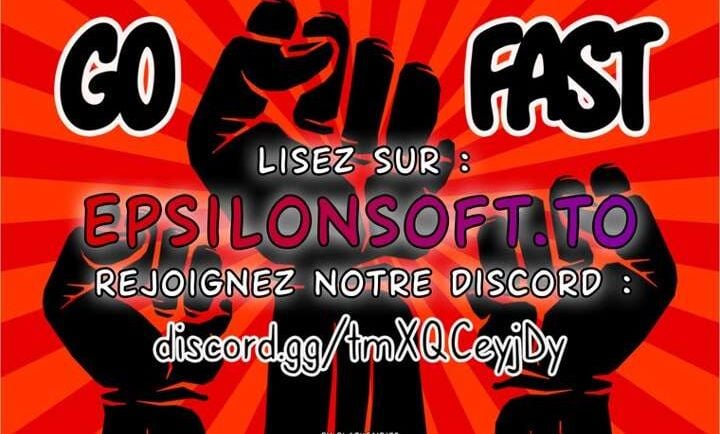 GO FAST
LISEZ SUR :
EPSILONSOFT.TO
REJOIGNEZ NOTRE DISCORD :
discord.gg/tmXQCeyjDy